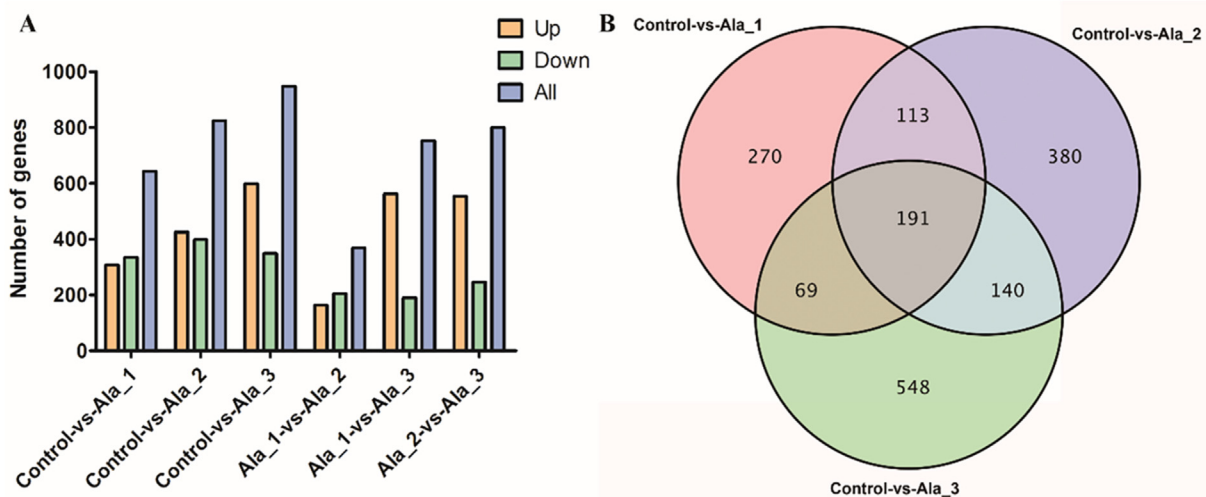 A
Up
Down
All
Number of genes
1000
800
600
400
200
0
Control-vs-Ala_1
Control-vs-Ala_2
Control-vs-Ala_3
Ala_1-vs-Ala_2
Ala_1-vs-Ala_3
Ala_2-vs-Ala_3
B
Control-vs-Ala_1
Control-vs-Ala_2
113
270
380
191
69
140
548
Control-vs-Ala_3